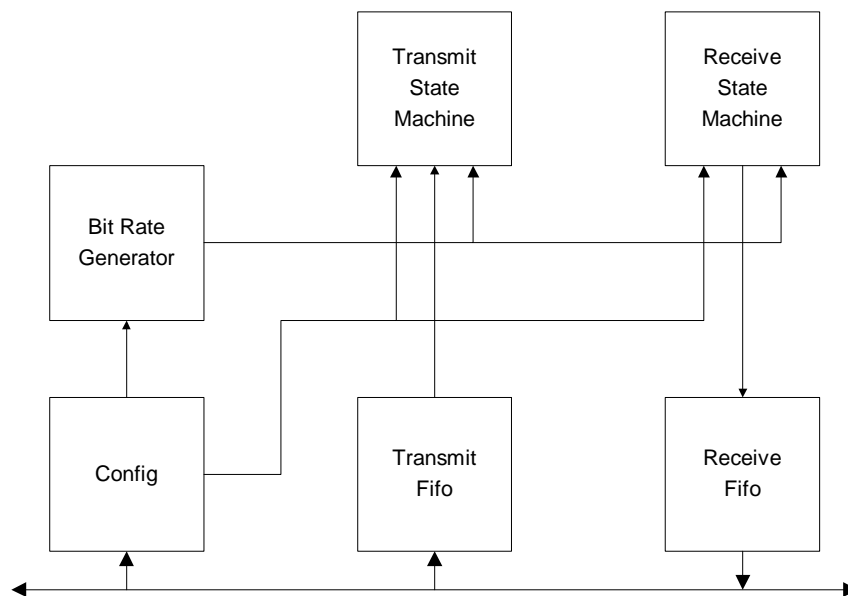 Transmit
State
Machine
Receive
State
Machine
Bit Rate
Generator
Config
Transmit
Fifo
Receive
Fifo